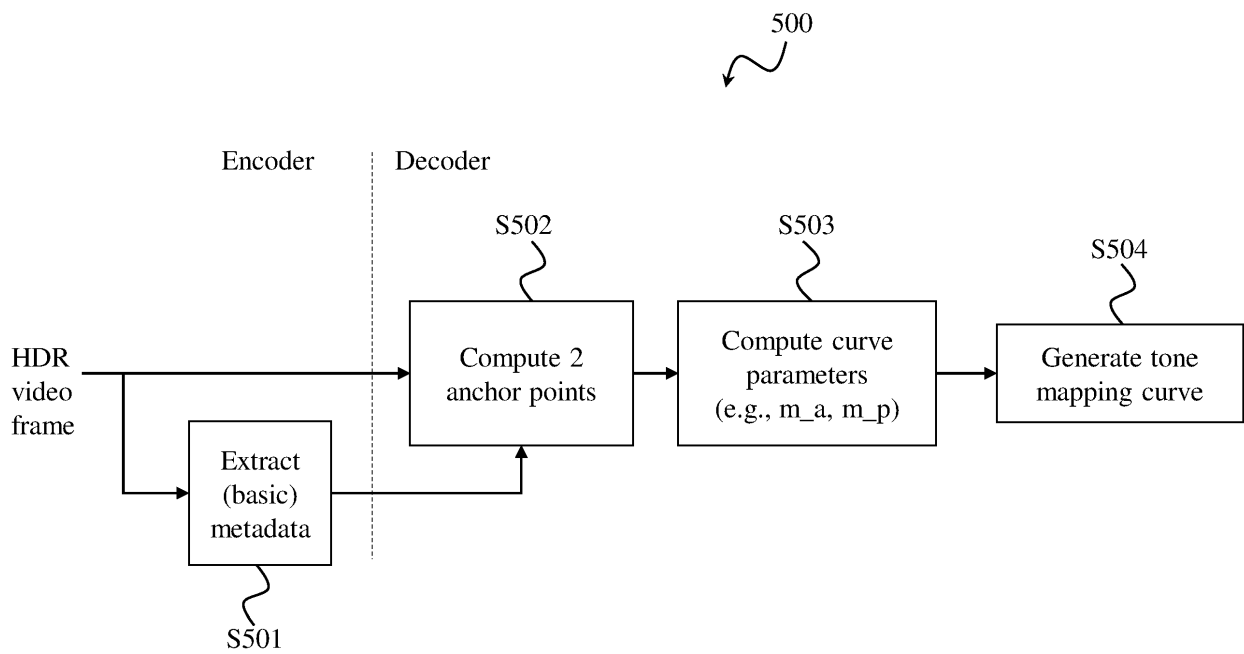 500
Encoder
Decoder
S502
S503
S504
HDR
video
frame
Compute 2
anchor points
Compute curve
parameters
(e.g., m_a, m_p)
Generate tone
mapping curve
Extract
(basic)
metadata
S501